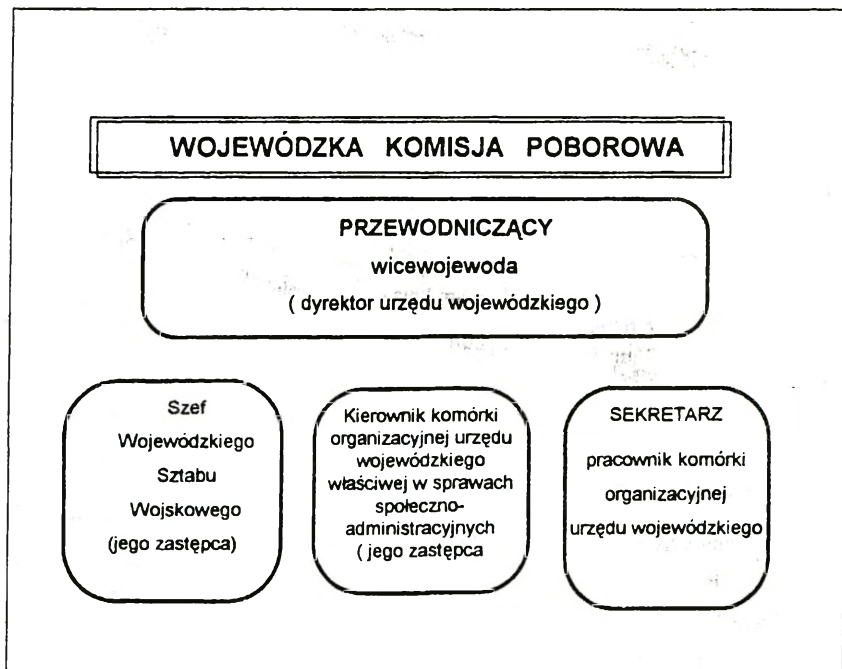 WOJEWÓDZKA KOMISJA POBOROWA
PRZEWODNICZĄCY
wicewojewoda
( dyrektor urzędu wojewódzkiego )
Szef
Wojewódzkiego
Sztabu
Wojskowego
(jego zastępca)
Kierownik komórki
organizacyjnej urzędu
wojewódzkiego
właściwej w sprawach
społeczno-
administracyjnych
( jego zastępca
SEKRETARZ
pracownik komórki
organizacyjnej
urzędu wojewódzkiego